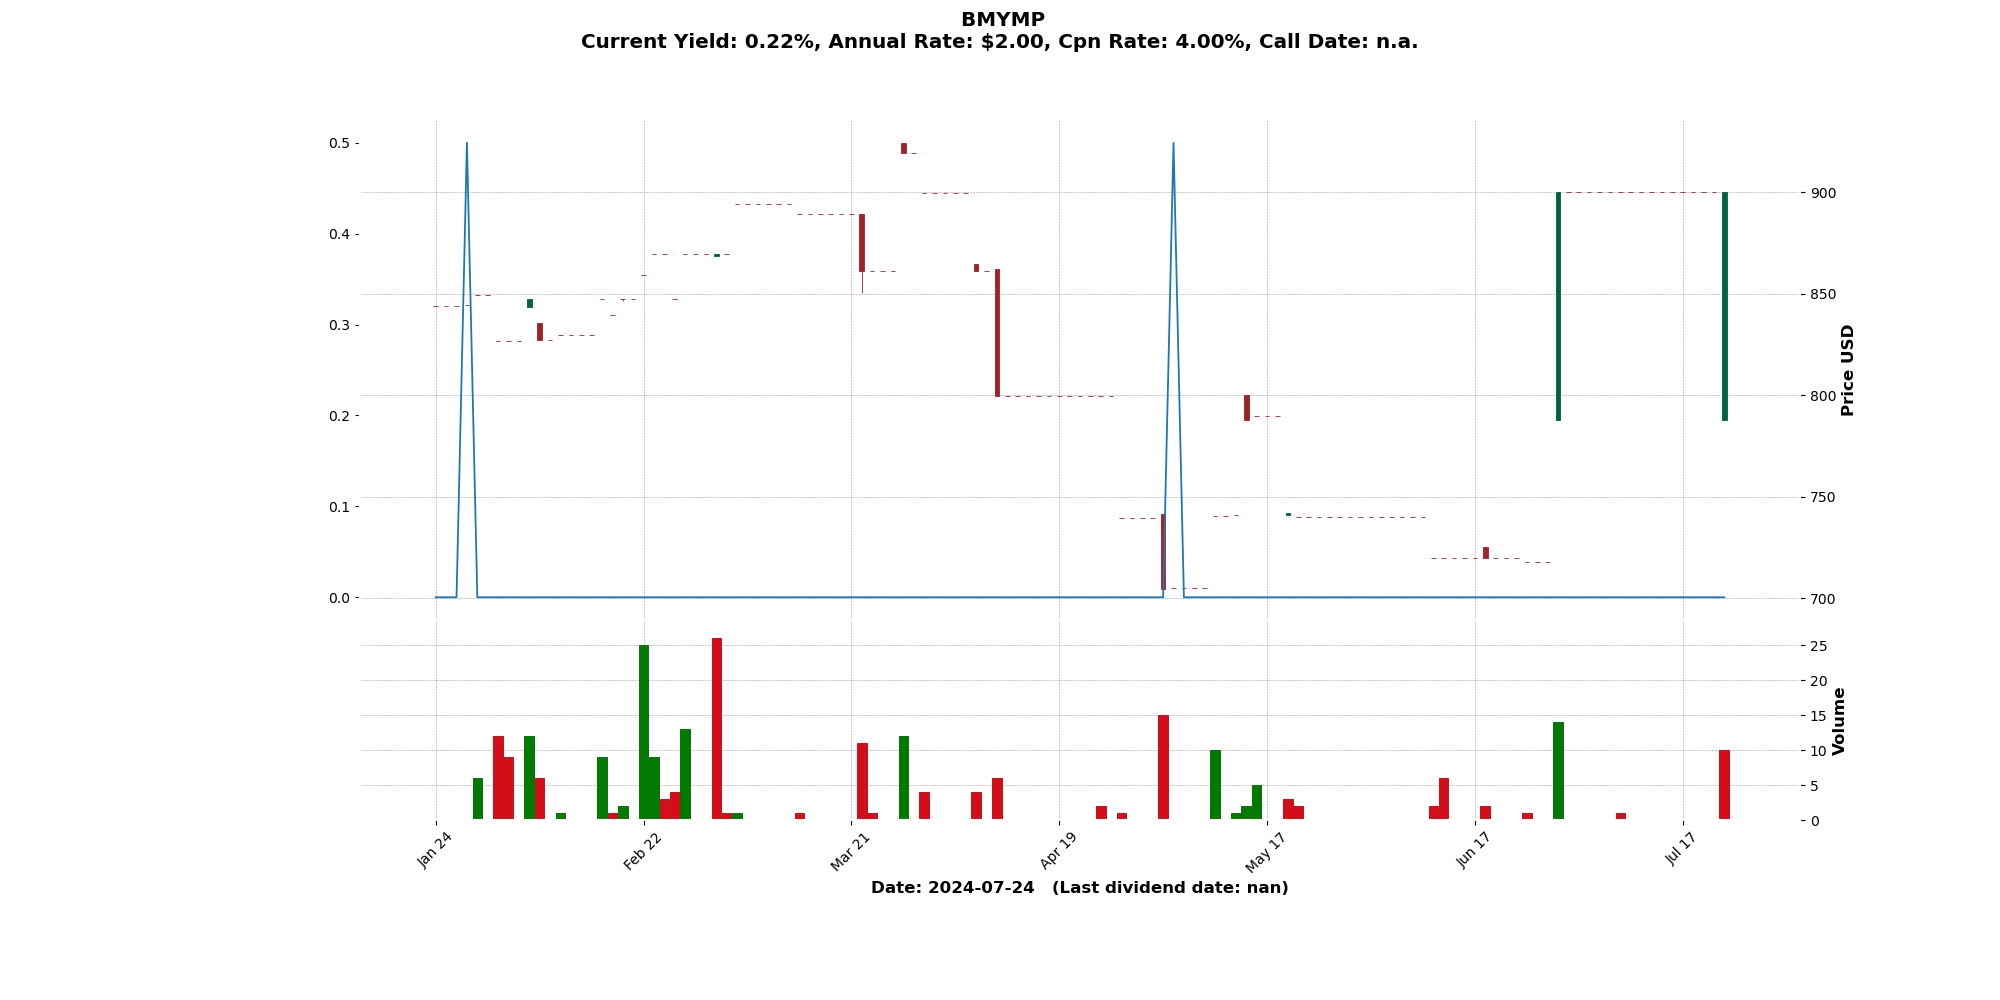 BMYMP
Current Yield: 0.22%, Annual Rate: $2.00, Cpn Rate: 4.00%, Call Date: n.a.
0.5
0.4
0.3
0.2
0.1
0.0
900
850
800
750
700
Price USD
25
20
15
10
5
0
Volume
Jan 24
Feb 22
Mar 21
Apr 19
May 17
Jun 17
Jul 17
Date: 2024-07-24   (Last dividend date: nan)